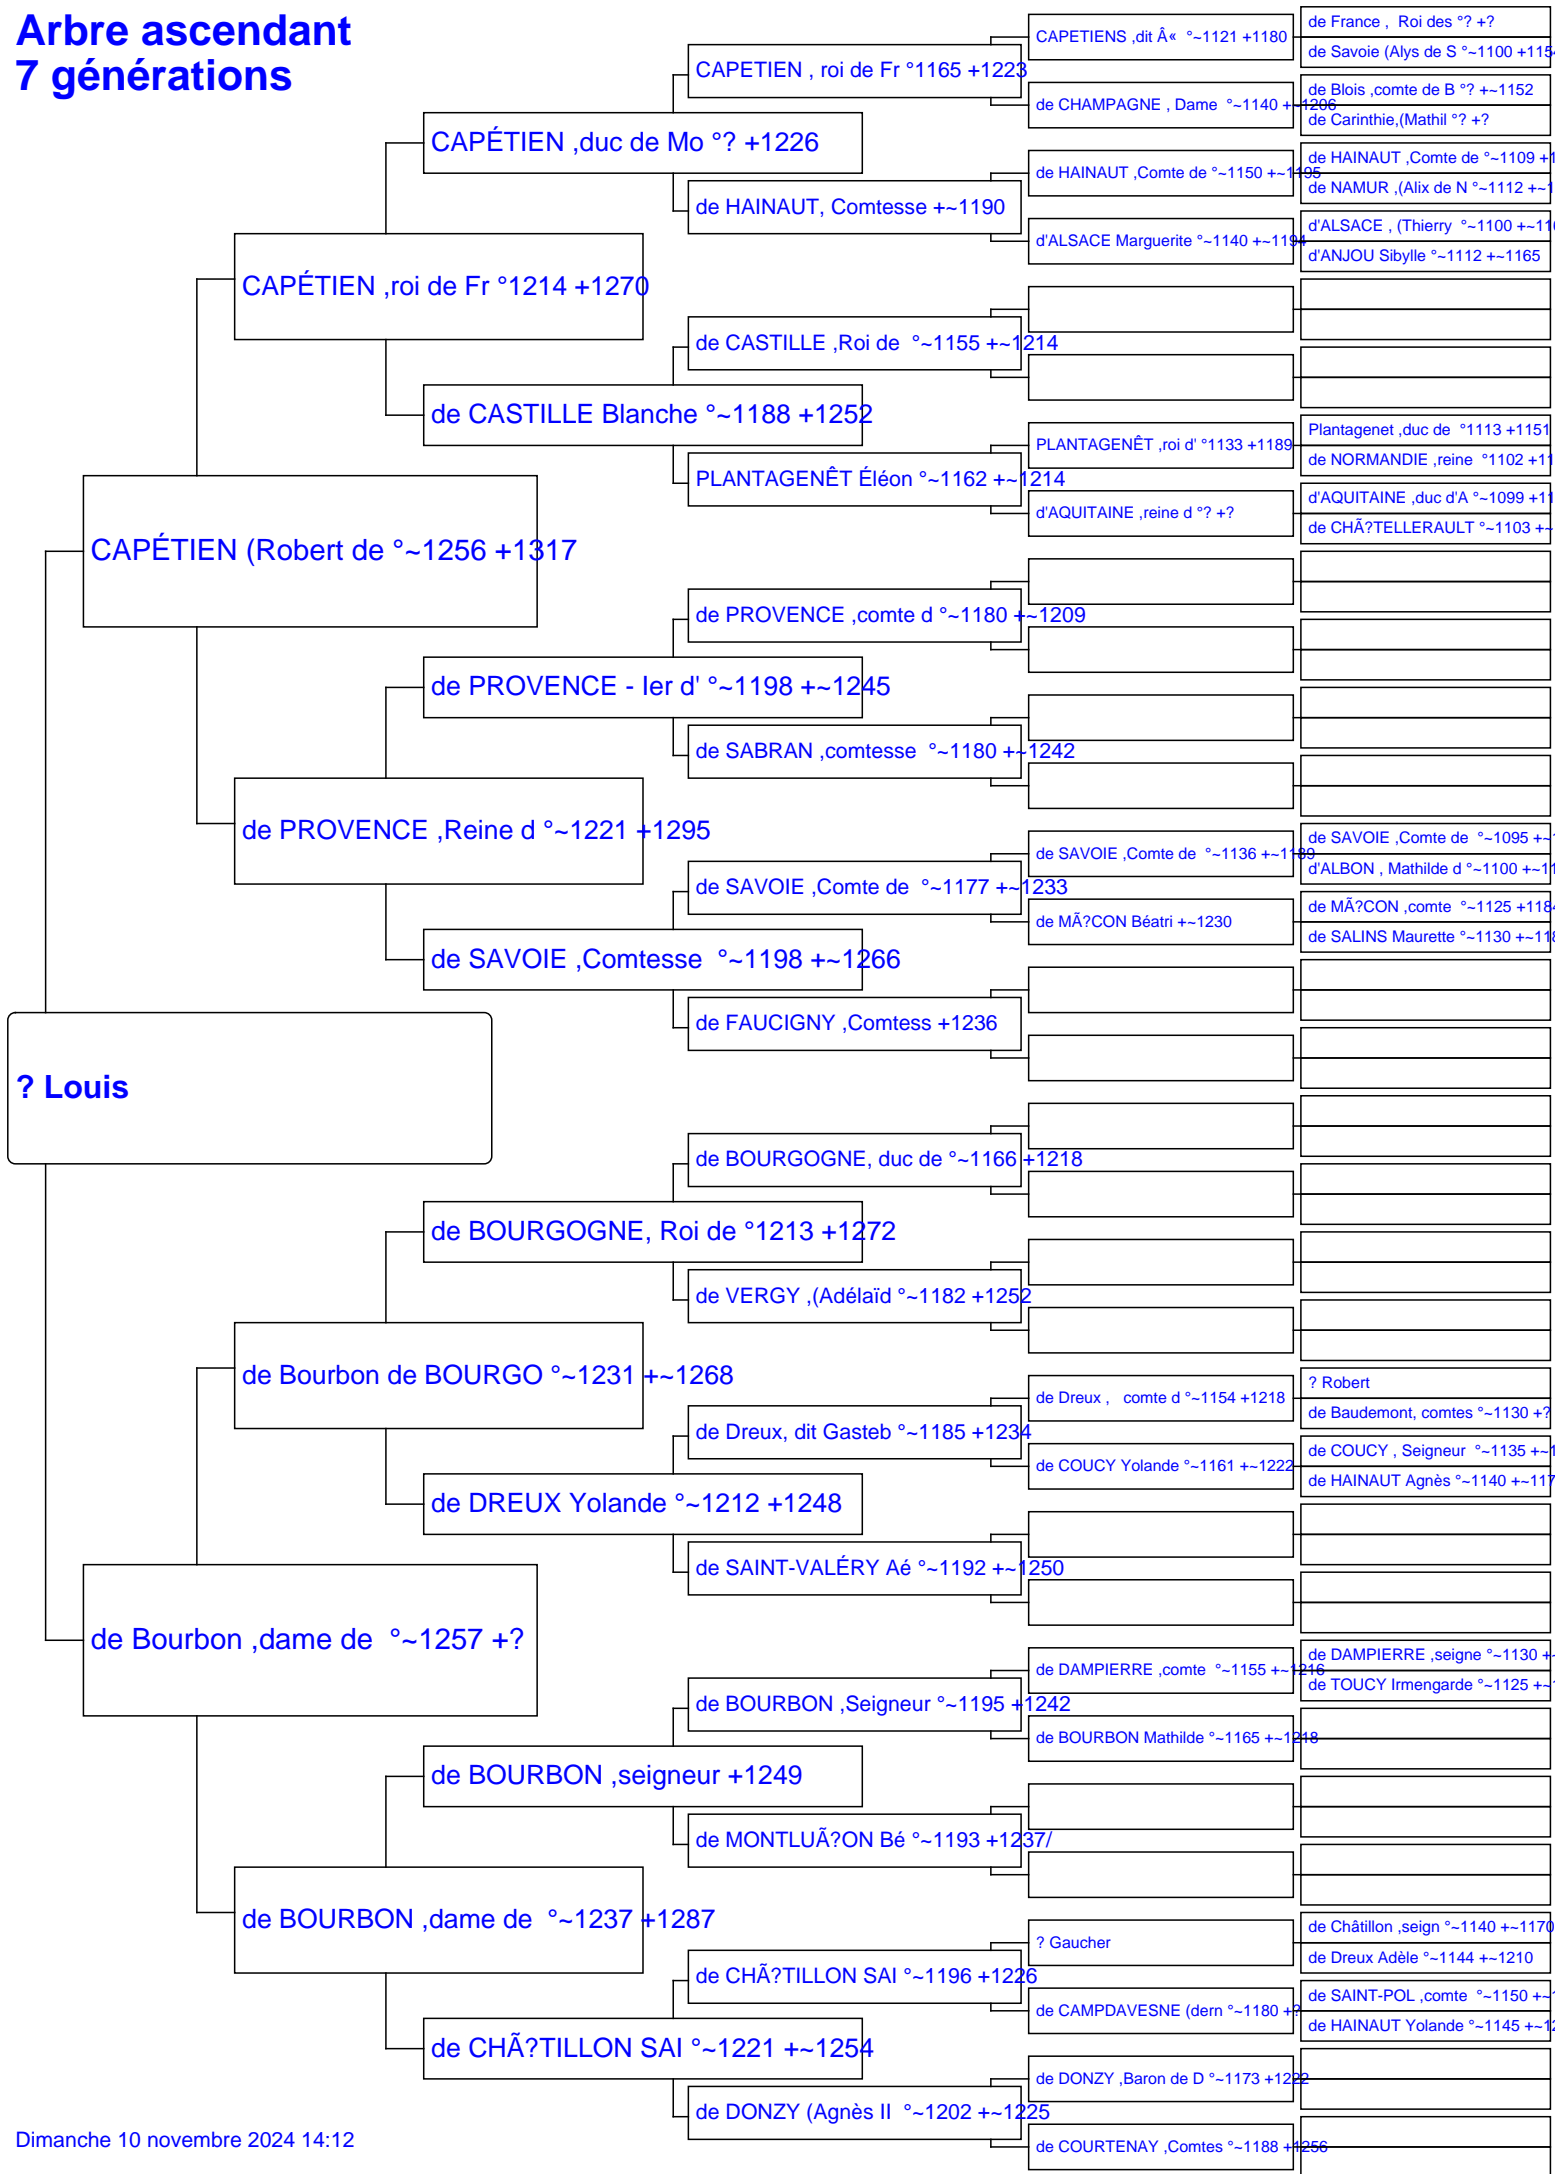 Arbre ascendant
7 générations
de France ,  Roi des °? +?
CAPETIENS ,dit Â«  °~1121 +1180
de Savoie (Alys de S °~1100 +1154
CAPETIEN , roi de Fr °1165 +1223
de Blois ,comte de B °? +~1152
de CHAMPAGNE , Dame  °~1140 +~1206
de Carinthie,(Mathil °? +?
CAPÉTIEN ,duc de Mo °? +1226
de HAINAUT ,Comte de °~1109 +1
de HAINAUT ,Comte de °~1150 +~1195
de NAMUR ,(Alix de N °~1112 +~1
de HAINAUT, Comtesse +~1190
d'ALSACE , (Thierry  °~1100 +~116
d'ALSACE Marguerite °~1140 +~1194
d'ANJOU Sibylle °~1112 +~1165
CAPÉTIEN ,roi de Fr °1214 +1270
de CASTILLE ,Roi de  °~1155 +~1214
de CASTILLE Blanche °~1188 +1252
Plantagenet ,duc de  °1113 +1151
PLANTAGENÊT ,roi d' °1133 +1189
de NORMANDIE ,reine  °1102 +11
PLANTAGENÊT Éléon °~1162 +~1214
d'AQUITAINE ,duc d'A °~1099 +11
d'AQUITAINE ,reine d °? +?
de CHÃ?TELLERAULT °~1103 +~
CAPÉTIEN (Robert de °~1256 +1317
de PROVENCE ,comte d °~1180 +~1209
de PROVENCE - Ier d' °~1198 +~1245
de SABRAN ,comtesse  °~1180 +~1242
de PROVENCE ,Reine d °~1221 +1295
de SAVOIE ,Comte de  °~1095 +~1
de SAVOIE ,Comte de  °~1136 +~1189
d'ALBON , Mathilde d °~1100 +~11
de SAVOIE ,Comte de  °~1177 +~1233
de MÃ?CON ,comte  °~1125 +1184
de MÃ?CON Béatri +~1230
de SALINS Maurette °~1130 +~118
de SAVOIE ,Comtesse  °~1198 +~1266
de FAUCIGNY ,Comtess +1236
? Louis
de BOURGOGNE, duc de °~1166 +1218
de BOURGOGNE, Roi de °1213 +1272
de VERGY ,(Adélaïd °~1182 +1252
de Bourbon de BOURGO °~1231 +~1268
? Robert
de Dreux ,   comte d °~1154 +1218
de Baudemont, comtes °~1130 +?
de Dreux, dit Gasteb °~1185 +1234
de COUCY , Seigneur  °~1135 +~1
de COUCY Yolande °~1161 +~1222
de HAINAUT Agnès °~1140 +~117
de DREUX Yolande °~1212 +1248
de SAINT-VALÉRY Aé °~1192 +~1250
de Bourbon ,dame de  °~1257 +?
de DAMPIERRE ,seigne °~1130 +~
de DAMPIERRE ,comte  °~1155 +~1216
de TOUCY Irmengarde °~1125 +~1
de BOURBON ,Seigneur °~1195 +1242
de BOURBON Mathilde °~1165 +~1218
de BOURBON ,seigneur +1249
de MONTLUÃ?ON Bé °~1193 +1237/
de BOURBON ,dame de  °~1237 +1287
de Châtillon ,seign °~1140 +~1170
? Gaucher
de Dreux Adèle °~1144 +~1210
de CHÃ?TILLON SAI °~1196 +1226
de SAINT-POL ,comte  °~1150 +~1
de CAMPDAVESNE (dern °~1180 +?
de HAINAUT Yolande °~1145 +~12
de CHÃ?TILLON SAI °~1221 +~1254
de DONZY ,Baron de D °~1173 +1222
de DONZY (Agnès II  °~1202 +~1225
de COURTENAY ,Comtes °~1188 +1256
Dimanche 10 novembre 2024 14:12